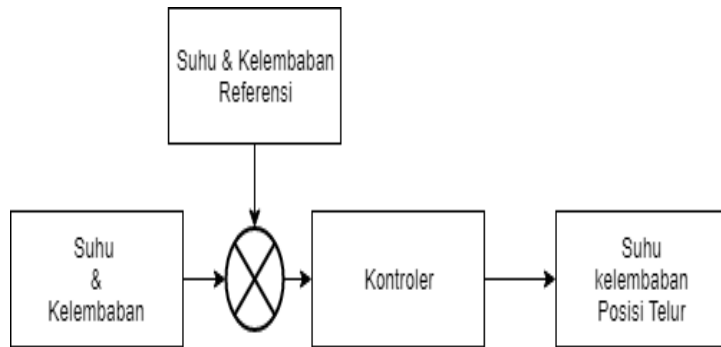 Suhu & Kelembaban
Referensi
Suhu
&
Kelembaban
Kontroler
Suhu
kelembaban
Posisi Telur